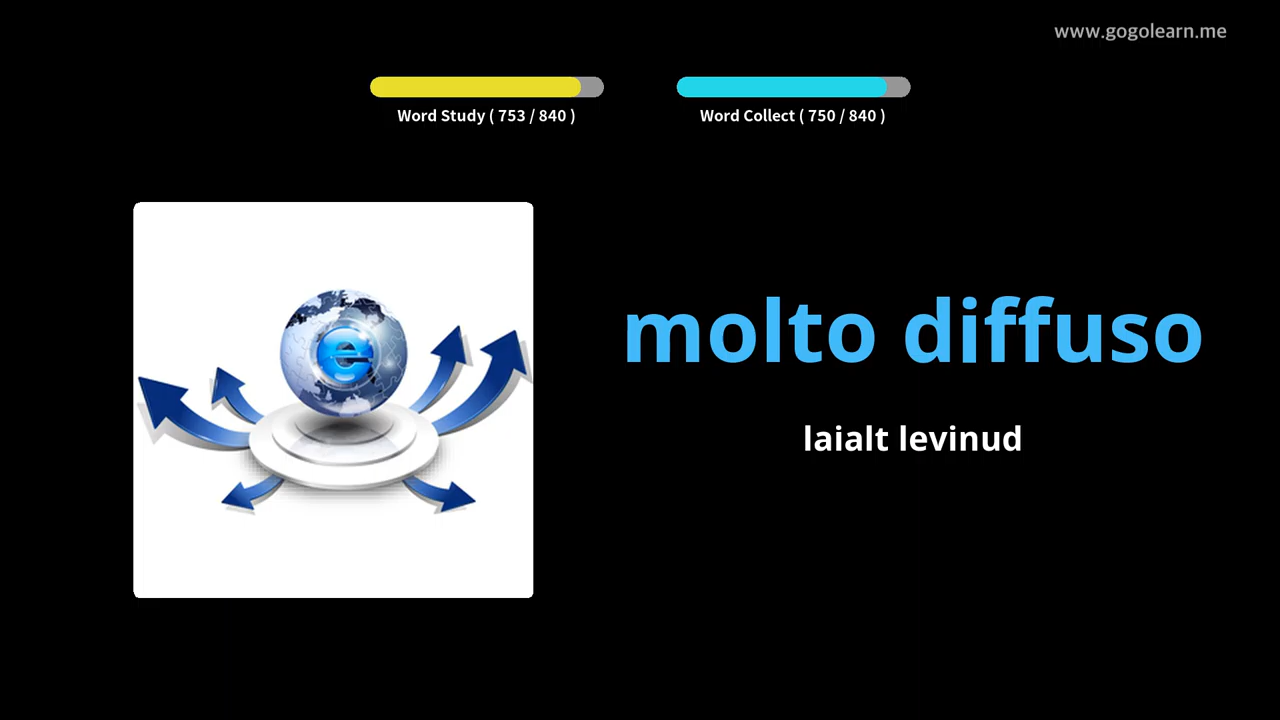 www.gogolearn.me
Word Study ( 753 / 840 )
Word Collect ( 750 / 840 )
e
molto diffuso
laialt levinud